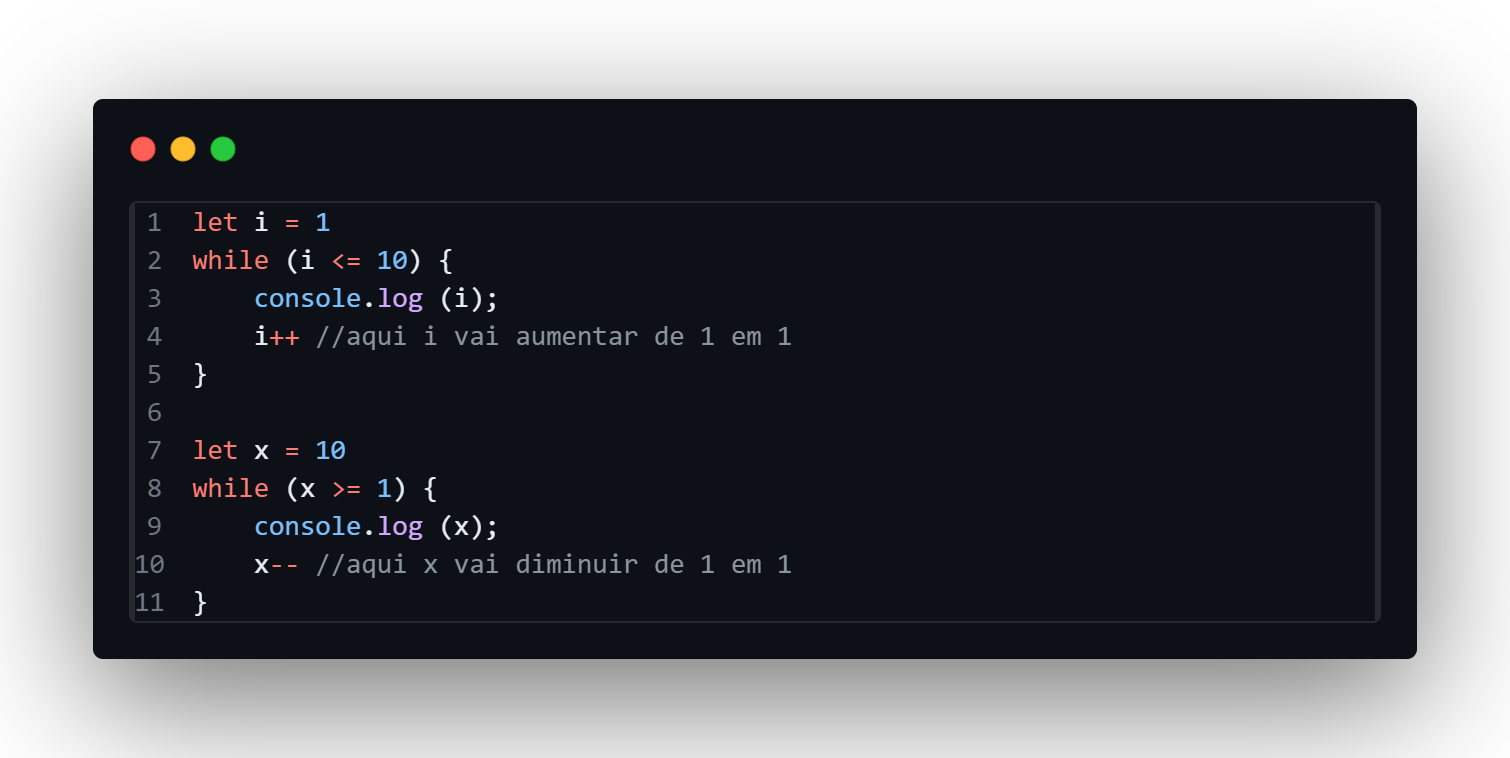 1 let i = 1
2 while (i <= 10) {
3     console.log (i);
4     i++ //aqui i vai aumentar de 1 em 1
5 }
6
7 let x = 10
8 while (x >= 1) {
9     console.log (x);
10     x-- //aqui x vai diminuir de 1 em 1
11 }